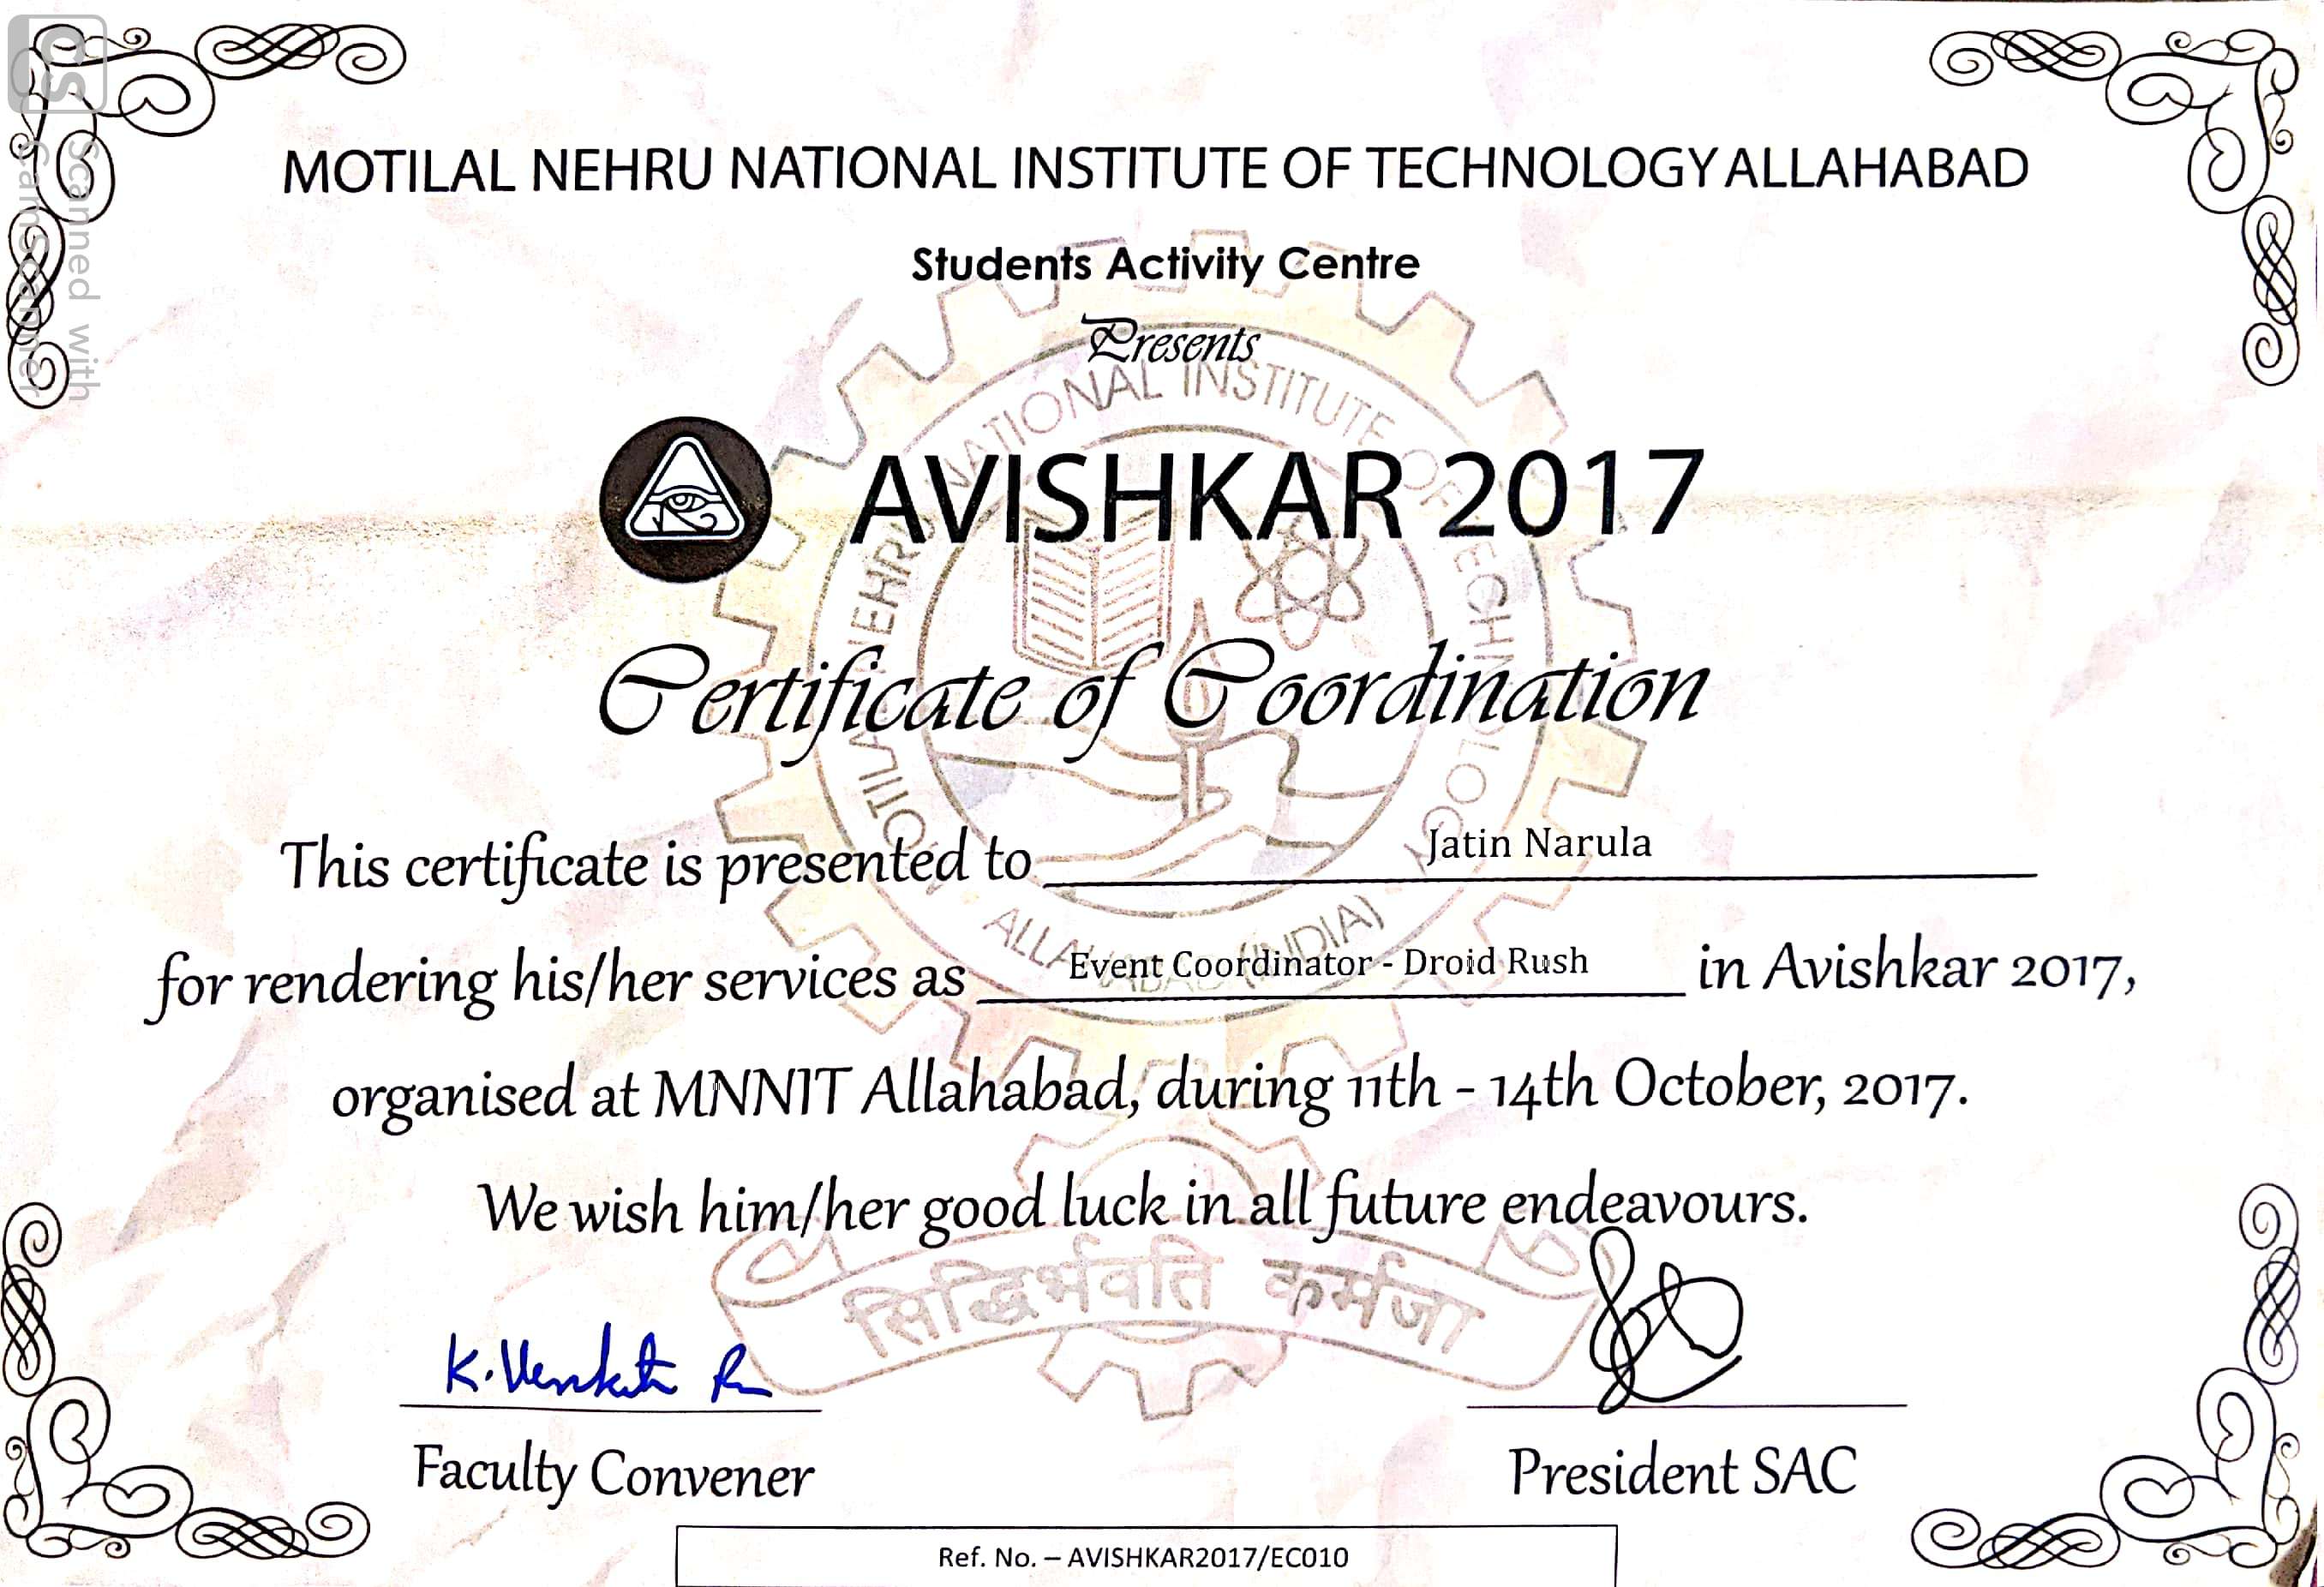 MOTILAL NEHRU NATIONAL INSTITUTE OF TECHNOLOGY ALLAHABAD
Students Activity Centre
Presents
AVISHKAR 2017
Certificate of Coordination
This certificate is presented to Jatin Narula
for rendering his/her services as Event Coordinator - Droid Rush in Avishkar 2017,
organised at MNNIT Allahabad, during 11th - 14th October, 2017.
We wish him/her good luck in all future endeavours.
सिद्धिर्भवति कर्मजा
K. Venkat
Faculty Convener
President SAC
Ref. No. – AVISHKAR2017/EC010
CS
Scanned with
CamScanner
NATIONAL INSTITUTE OF
ALLAHABAD (INDIA)